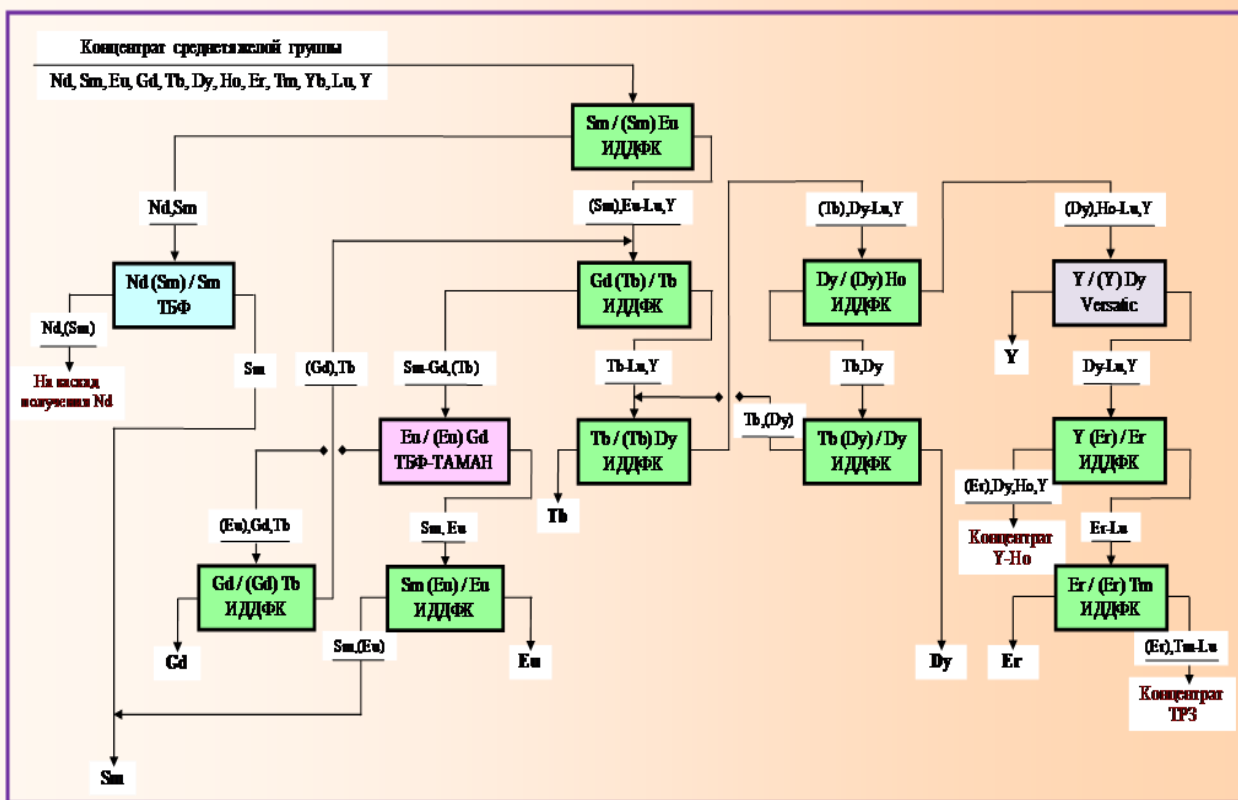 Концентрат среднетяжелой группы
Nd, Sm, Eu, Gd, Tb, Dy, Ho, Er, Tm, Yb, Lu, Y
Sm / (Sm) Eu
ИДДФК
Nd,Sm
(Sm),Eu-Lu,Y
(Tb),Dy-Lu,Y
(Dy),Ho-Lu,Y
Nd (Sm) / Sm
ТБФ
Gd (Tb) / Tb
ИДДФК
Dy / (Dy) Ho
ИДДФК
Y / (Y) Dy
Versatic
Nd,(Sm)
Sm
(Gd),Tb
Sm-Gd,(Tb)
Tb-Lu,Y
Tb,Dy
Y
Dy-Lu,Y
На каскад
получения Nd
Eu / (Eu) Gd
ТБФ-ТАМАН
Tb / (Tb) Dy
ИДДФК
Tb,(Dy)
Tb (Dy) / Dy
ИДДФК
Y (Er) / Er
ИДДФК
(Eu),Gd,Tb
Sm, Eu
Tb
(Er),Dy,Ho,Y
Er-Lu
Концентрат
Y-Ho
Gd / (Gd) Tb
ИДДФК
Sm (Eu) / Eu
ИДДФК
Er / (Er) Tm
ИДДФК
Gd
Sm,(Eu)
Eu
Dy
Er
(Er),Tm-Lu
Концентрат
ТРЗ
Sm